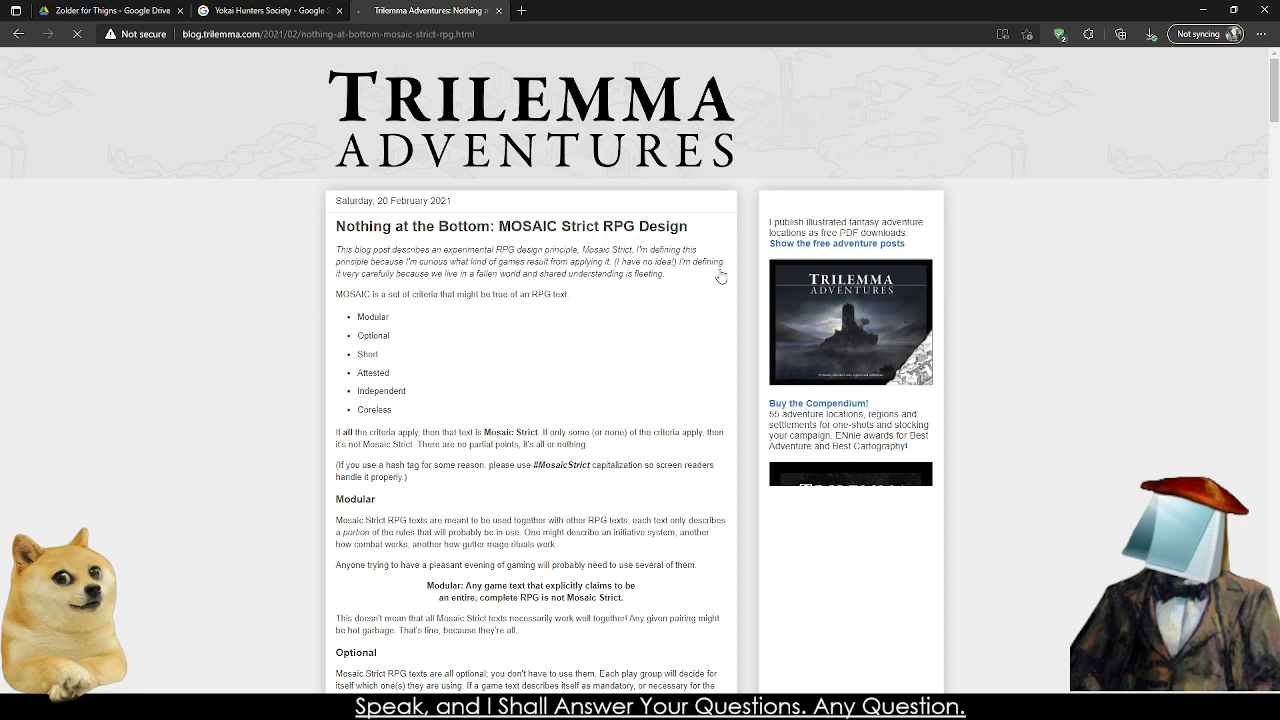 Zolder for Thigns - Google Drive
Yokai Hunters Society - Google S
Trilemma Adventures: Nothing at
Not secure
blog.trilemma.com/2021/02/nothing-at-bottom-mosaic-strict-rpg.html
Not syncing
TRILEMMA
ADVENTURES
Saturday, 20 February 2021
Nothing at the Bottom: MOSAIC Strict RPG Design
This blog post describes an experimental RPG design principle, Mosaic Strict. I'm defining this
principle because I'm curious what kind of games result from applying it. (I have no idea!) I'm defining
it very carefully because we live in a fallen world and shared understanding is fleeting.
MOSAIC is a set of criteria that might be true of an RPG text:
• Modular
• Optional
• Short
• Attested
• Independent
• Coreless
If all the criteria apply, then that text is Mosaic Strict. If only some (or none) of the criteria apply, then
it's not Mosaic Strict. There are no partial points, it's all or nothing.
(If you use a hash tag for some reason, please use #MosaicStrict capitalization so screen readers
handle it properly.)
Modular
Mosaic Strict RPG texts are meant to be used together with other RPG texts, each text only describes
a portion of the rules that will probably be in use. One might describe an initiative system, another
how combat works, another how gutter mage rituals work.
Anyone trying to have a pleasant evening of gaming will probably need to use several of them.
Modular: Any game text that explicitly claims to be
an entire, complete RPG is not Mosaic Strict.
This doesn't mean that all Mosaic Strict texts necessarily work well together! Any given pairing might
be hot garbage. That's fine, because they're all..
Optional
Mosaic Strict RPG texts are all optional; you don't have to use them. Each play group will decide for
itself which one(s) they are using. If a game text describes itself as mandatory, or necessary for the
I publish illustrated fantasy adventure
locations as free PDF downloads.
Show the free adventure posts
TRILEMMA
ADVENTURES
Buy the Compendium!
55 adventure locations, regions and
settlements for one-shots and stocking
your campaign. ENnie awards for Best
Adventure and Best Cartography!
Speak, and I Shall Answer Your Questions. Any Question.